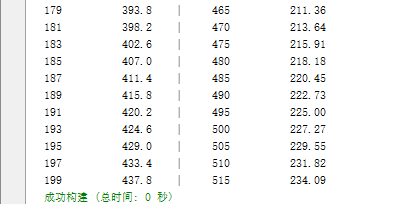 179 393.8 | 465 211.36
181 398.2 | 470 213.64
183 402.6 | 475 215.91
185 407.0 | 480 218.18
187 411.4 | 485 220.45
189 415.8 | 490 222.73
191 420.2 | 495 225.00
193 424.6 | 500 227.27
195 429.0 | 505 229.55
197 433.4 | 510 231.82
199 437.8 | 515 234.09
成功构建 (总时间: 0 秒)